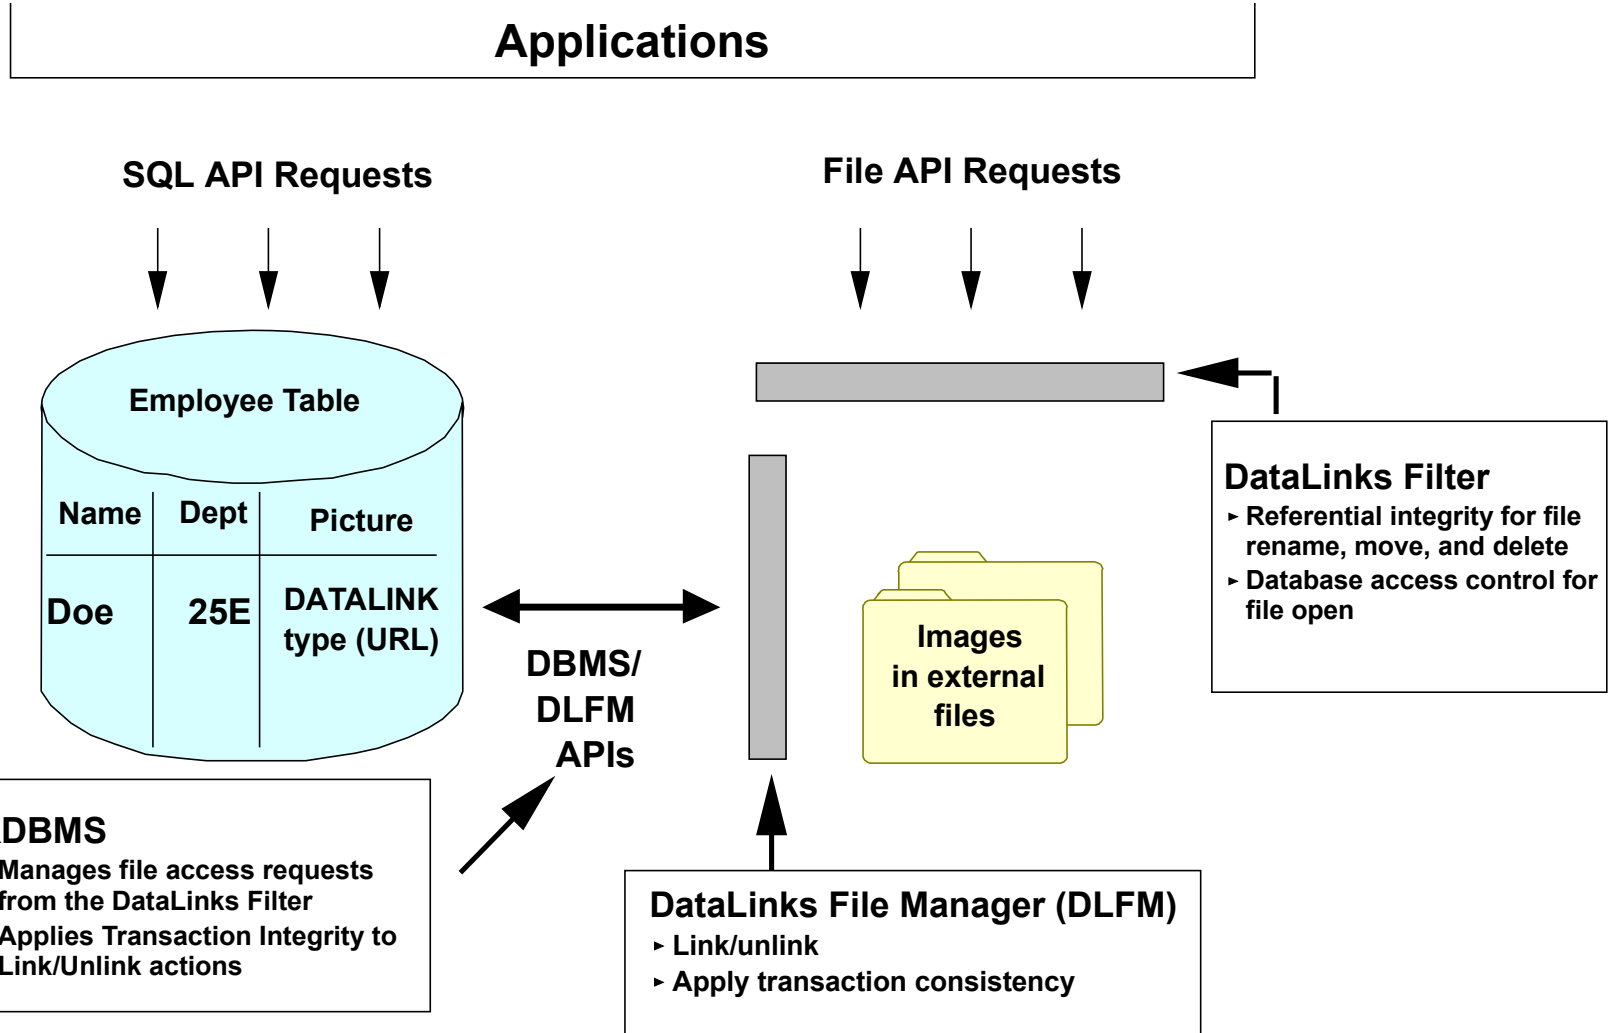 Applications
SQL API Requests
File API Requests
Employee Table
Name
Dept
Picture
Doe
25E
DATALINK
type (URL)
DBMS/
DLFM
APIs
Images
in external
files
DataLinks Filter
► Referential integrity for file
rename, move, and delete
► Database access control for
file open
DBMS
Manages file access requests
from the DataLinks Filter
Applies Transaction Integrity to
Link/Unlink actions
DataLinks File Manager (DLFM)
► Link/unlink
► Apply transaction consistency